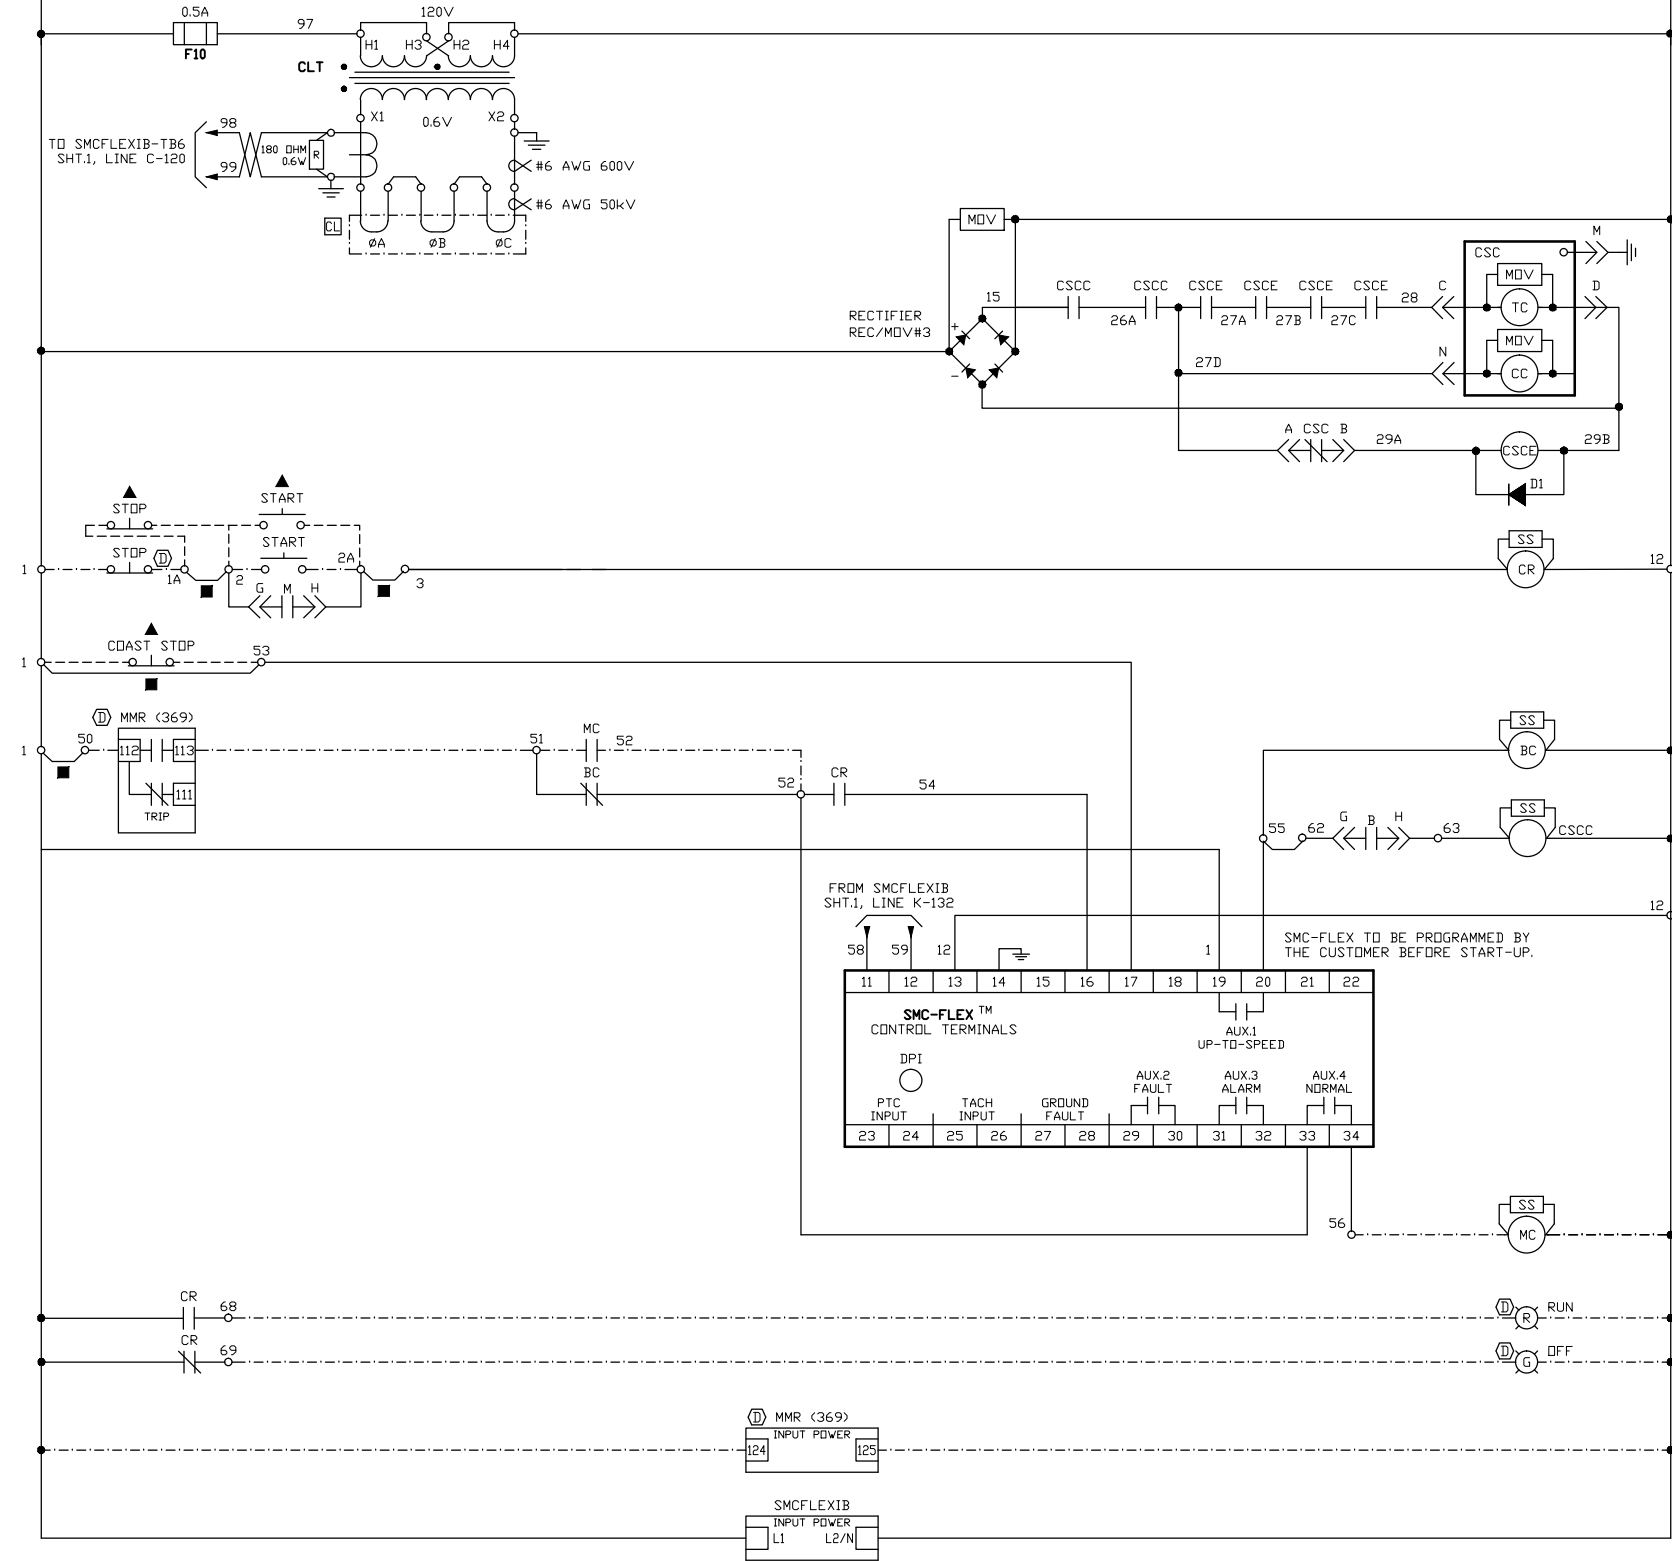 0.5A
F10
97
120V
H1
H3
H2
H4
CLT
X1
0.6V
X2
98
TO SMCFLEXIB-TB6
SHT.1, LINE C-120
99
180 OHM
0.6W
R
#6 AWG 600V
#6 AWG 50kV
CL
ØA
ØB
ØC
MOV
RECTIFIER
REC/MOV#3
+
-
15
CSCC
26A
CSCC
CSCE
27A
CSCE
27B
CSCE
27C
CSCE
28
C
CSC
M
MOV
TC
D
27D
N
MOV
CC
A
CSC
B
29A
CSCE
29B
D1
STOP
START
STOP
D
START
2A
1
1A
2
3
G
M
H
SS
CR
12
COAST STOP
1
53
D
MMR (369)
1
50
112
113
111
TRIP
51
MC
52
BC
52
CR
54
SS
BC
55
62
G
B
H
63
SS
CSCC
FROM SMCFLEXIB
SHT.1, LINE K-132
58
59
12
1
12
SMC-FLEX TO BE PROGRAMMED BY
THE CUSTOMER BEFORE START-UP.
11
12
13
14
15
16
17
18
19
20
21
22
SMC-FLEX TM
CONTROL TERMINALS
AUX.1
UP-TO-SPEED
DPI
PTC
INPUT
TACH
INPUT
GROUND
FAULT
AUX.2
FAULT
AUX.3
ALARM
AUX.4
NORMAL
23
24
25
26
27
28
29
30
31
32
33
34
56
SS
MC
CR
68
D
R
RUN
CR
69
D
G
OFF
D
MMR (369)
INPUT POWER
124
125
SMCFLEXIB
INPUT POWER
L1
L2/N